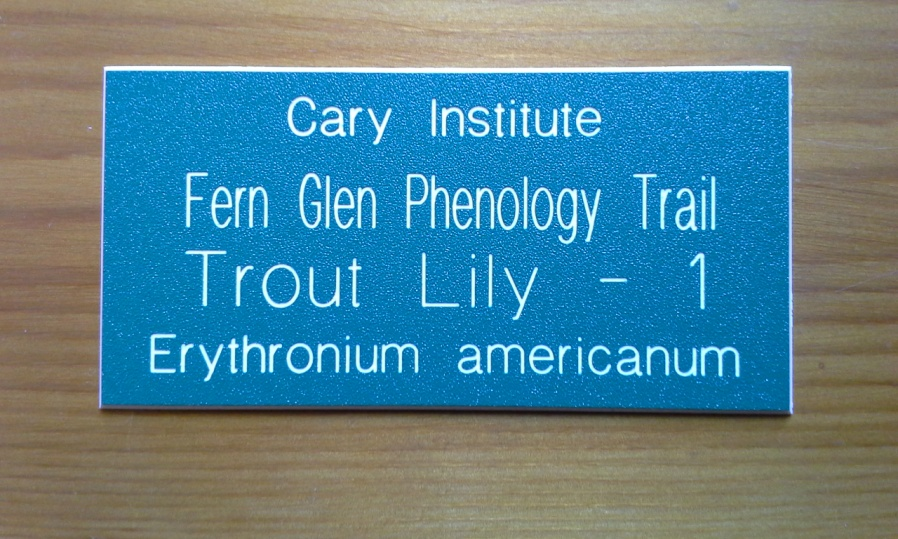 Cary Institute
Fern Glen Phenology Trail
Trout Lily - 1
Erythronium americanum